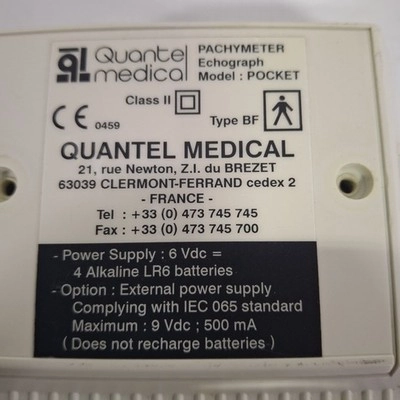 Quantel
medical
PACHYMETER
Echograph
Model : POCKET
CE 0459
Class II
Type BF
QUANTEL MEDICAL
21, rue Newton, Z.I. du BREZET
63039 CLERMONT-FERRAND cedex 2
- FRANCE -
Tel : +33 (0) 473 745 745
Fax : +33 (0) 473 745 700
- Power Supply : 6 Vdc =
4 Alkaline LR6 batteries
- Option : External power supply
Complying with IEC 065 standard
Maximum : 9 Vdc ; 500 mA
( Does not recharge batteries )